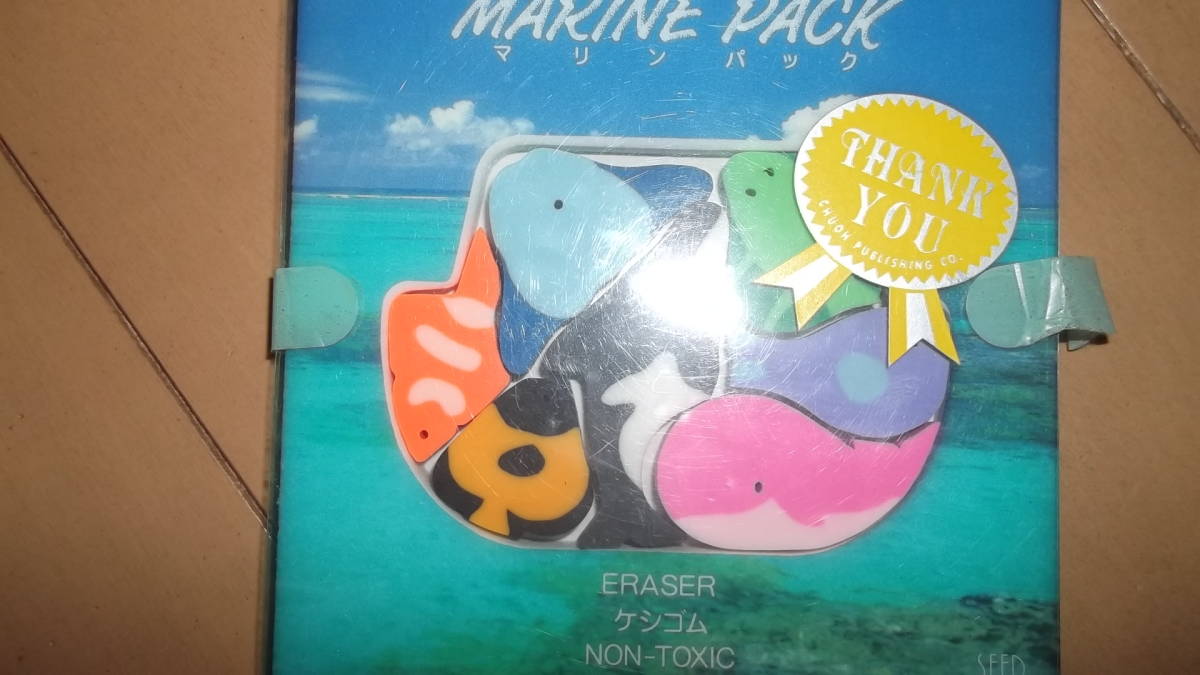 MARINE PACK
マリンパック
THANK
YOU
CHUOH PUBLISHING CO.
ERASER
ケシゴム
NON-TOXIC
SEED